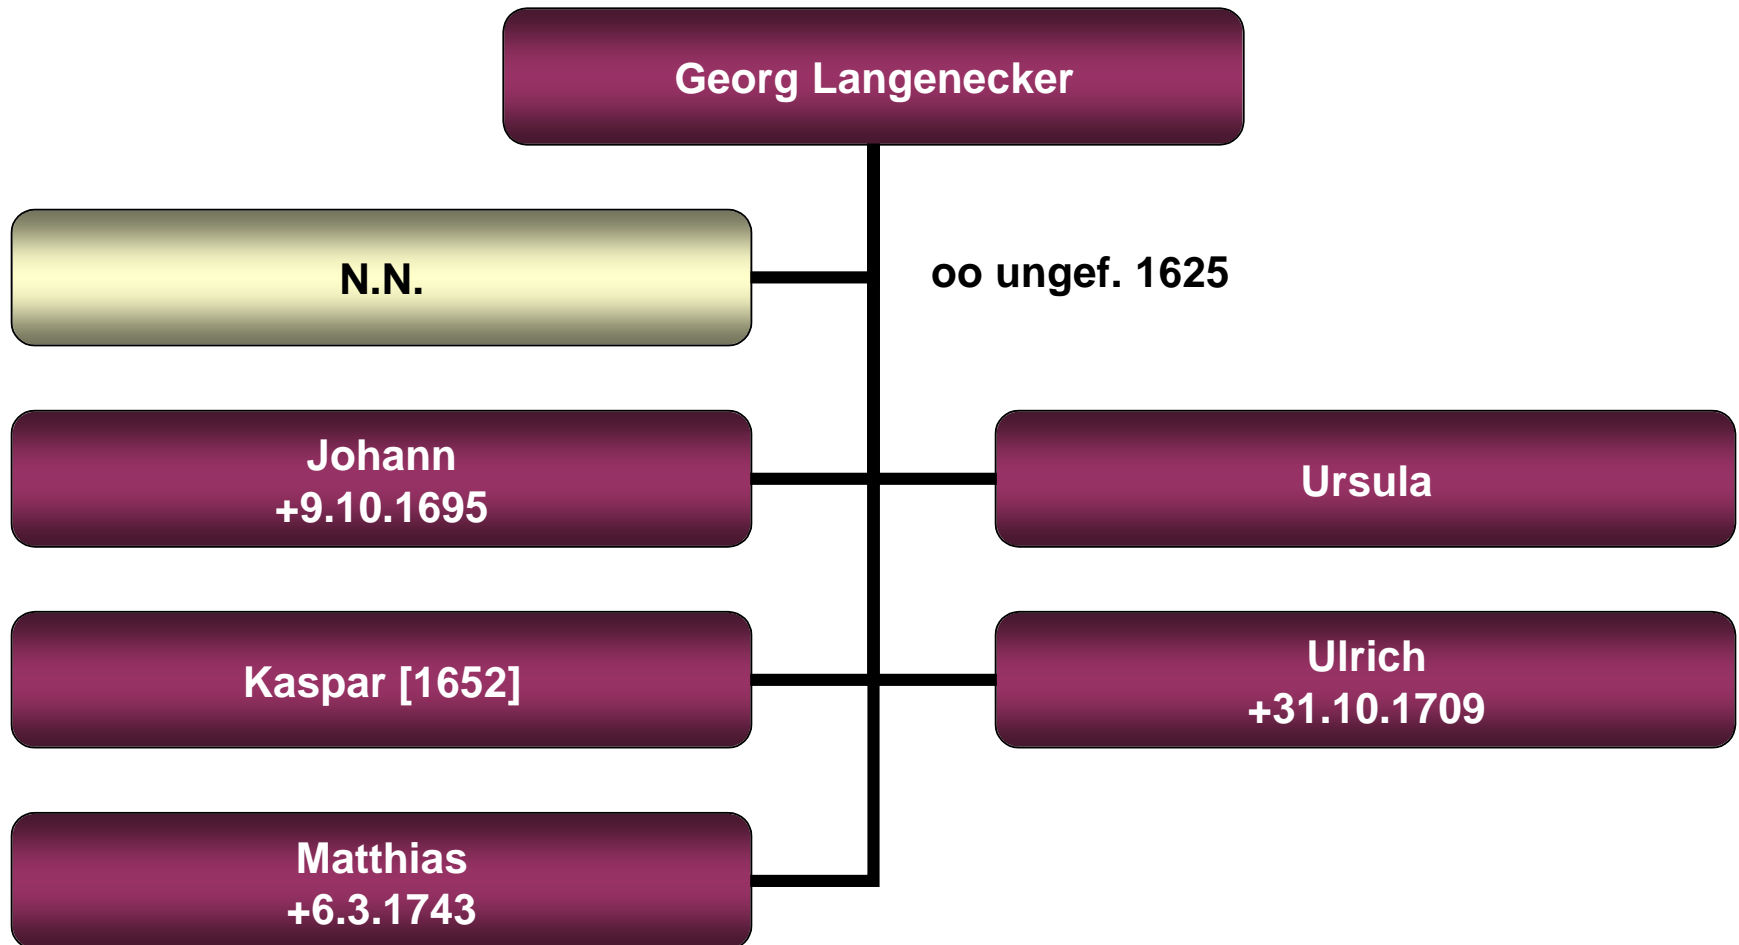 Georg Langenecker
N.N.
oo ungef. 1625
Johann
+9.10.1695
Ursula
Kaspar [1652]
Ulrich
+31.10.1709
Matthias
+6.3.1743